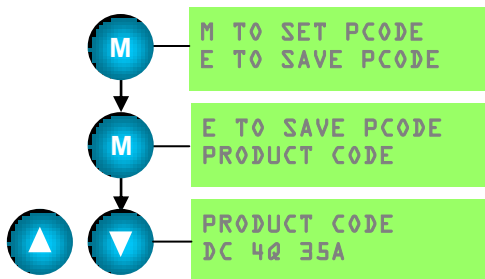 M
M TO SET PCODE
E TO SAVE PCODE
M
E TO SAVE PCODE
PRODUCT CODE
PRODUCT CODE
DC 4Q 35A